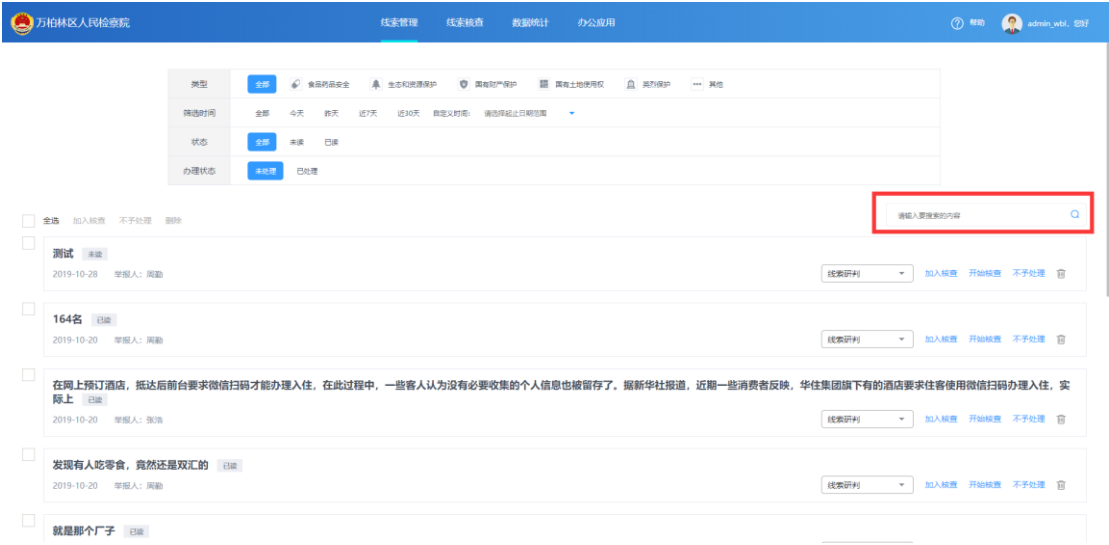 万柏林区人民检察院 线索管理 线索核查 数据统计 办公应用 帮助 admin_wbl，您好
类型 全部 食品药品安全 生态和资源保护 国有财产保护 国有土地使用权 英烈保护 其他
筛选时间 全部 今天 昨天 近7天 近30天 自定义时间: 请选择起止日期范围
状态 全部 未读 已读
办理状态 未处理 已处理
全选 加入核查 不予处理 删除 请输入要搜索的内容
测试 未读
2019-10-28 举报人：周勤 线索研判 加入核查 开始核查 不予处理
164名 已读
2019-10-20 举报人：周勤 线索研判 加入核查 开始核查 不予处理
在网上预订酒店，抵达后前台要求微信扫码才能办理入住，在此过程中，一些客人认为没有必要收集的个人信息也被留存了。据新华社报道，近期一些消费者反映，华住集团旗下有的酒店要求住客使用微信扫码办理入住，实
际上 已读
2019-10-20 举报人：张浩 线索研判 加入核查 开始核查 不予处理
发现有人吃零食，竟然还是双汇的 已读
2019-10-20 举报人：周勤 线索研判 加入核查 开始核查 不予处理
就是那个厂子 已读